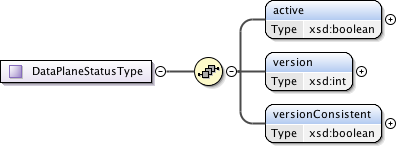 active
Type xsd:boolean
DataPlaneStatusType
version
Type xsd:int
versionConsistent
Type xsd:boolean